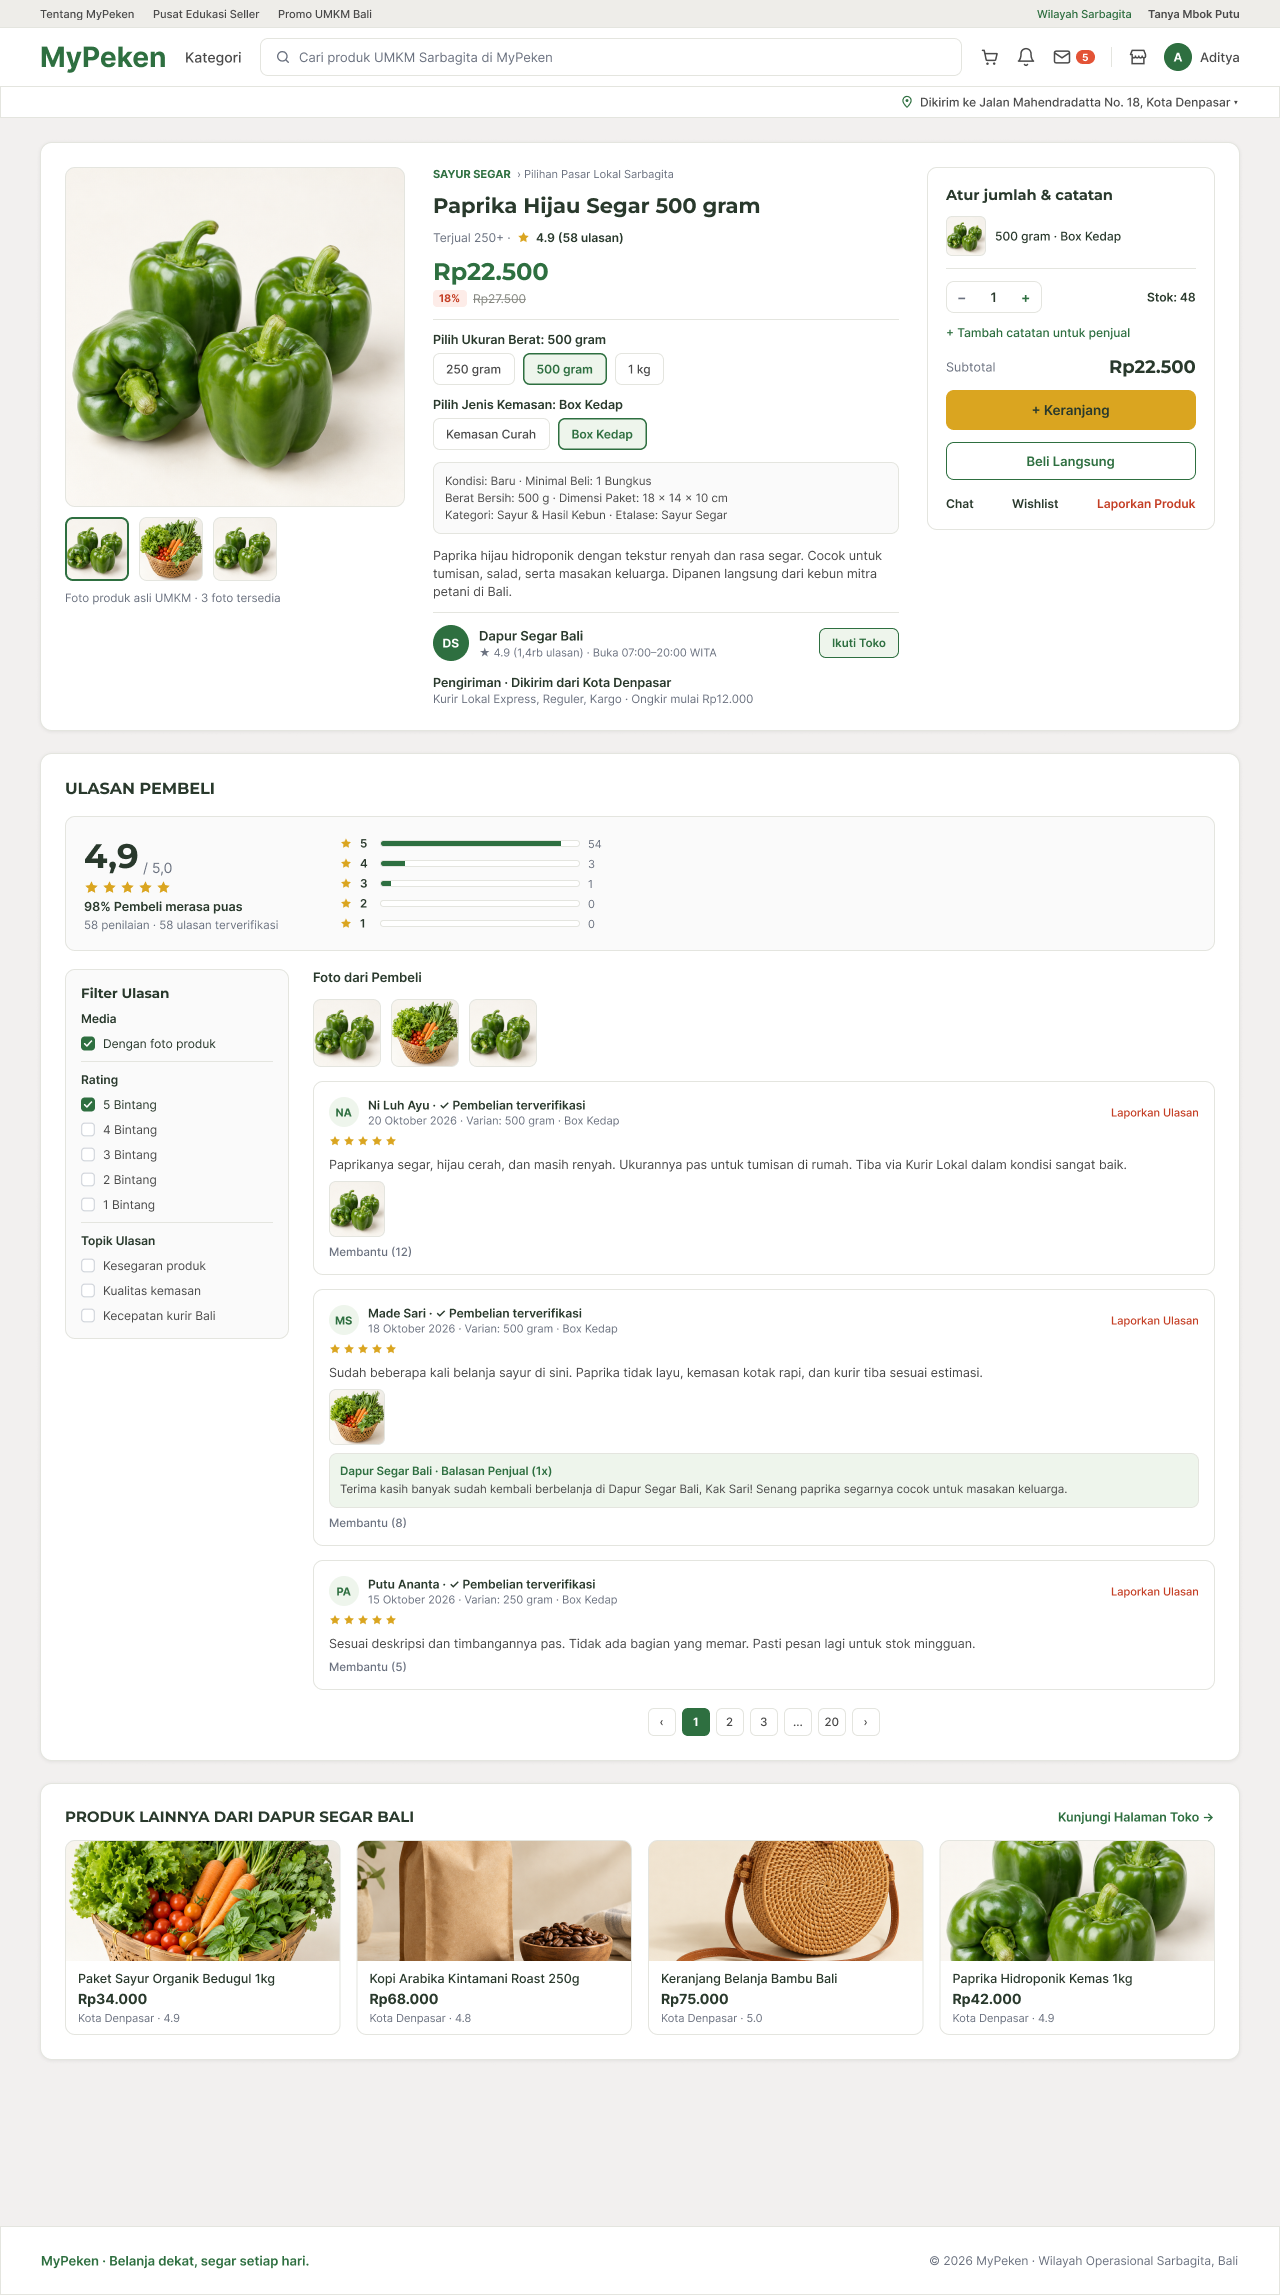 Tentang MyPeken Pusat Edukasi Seller Promo UMKM Bali Wilayah Sarbagita Tanya Mbok Putu
MyPeken Kategori Cari produk UMKM Sarbagita di MyPeken 5 A Aditya
Dikirim ke Jalan Mahendradatta No. 18, Kota Denpasar
SAYUR SEGAR › Pilihan Pasar Lokal Sarbagita
Paprika Hijau Segar 500 gram
Terjual 250+ · ★ 4.9 (58 ulasan)
Rp22.500
18% Rp27.500
Pilih Ukuran Berat: 500 gram
250 gram 500 gram 1 kg
Pilih Jenis Kemasan: Box Kedap
Kemasan Curah Box Kedap
Kondisi: Baru · Minimal Beli: 1 Bungkus
Berat Bersih: 500 g · Dimensi Paket: 18 × 14 × 10 cm
Kategori: Sayur & Hasil Kebun · Etalase: Sayur Segar
Paprika hijau hidroponik dengan tekstur renyah dan rasa segar. Cocok untuk
tumisan, salad, serta masakan keluarga. Dipanen langsung dari kebun mitra
petani di Bali.
DS Dapur Segar Bali
★ 4.9 (1,4rb ulasan) · Buka 07:00–20:00 WITA
Ikuti Toko
Pengiriman · Dikirim dari Kota Denpasar
Kurir Lokal Express, Reguler, Kargo · Ongkir mulai Rp12.000
Foto produk asli UMKM · 3 foto tersedia
Atur jumlah & catatan
500 gram · Box Kedap
− 1 + Stok: 48
+ Tambah catatan untuk penjual
Subtotal Rp22.500
+ Keranjang
Beli Langsung
Chat Wishlist Laporkan Produk
ULASAN PEMBELI
4,9 / 5,0
98% Pembeli merasa puas
58 penilaian · 58 ulasan terverifikasi
5 54
4 3
3 1
2 0
1 0
Filter Ulasan
Media
Dengan foto produk
Rating
5 Bintang
4 Bintang
3 Bintang
2 Bintang
1 Bintang
Topik Ulasan
Kesegaran produk
Kualitas kemasan
Kecepatan kurir Bali
Foto dari Pembeli
NA Ni Luh Ayu · ✓ Pembelian terverifikasi
20 Oktober 2026 · Varian: 500 gram · Box Kedap
Laporkan Ulasan
Paprikanya segar, hijau cerah, dan masih renyah. Ukurannya pas untuk tumisan di rumah. Tiba via Kurir Lokal dalam kondisi sangat baik.
Membantu (12)
MS Made Sari · ✓ Pembelian terverifikasi
18 Oktober 2026 · Varian: 500 gram · Box Kedap
Laporkan Ulasan
Sudah beberapa kali belanja sayur di sini. Paprika tidak layu, kemasan kotak rapi, dan kurir tiba sesuai estimasi.
Dapur Segar Bali · Balasan Penjual (1x)
Terima kasih banyak sudah kembali berbelanja di Dapur Segar Bali, Kak Sari! Senang paprika segarnya cocok untuk masakan keluarga.
Membantu (8)
PA Putu Ananta · ✓ Pembelian terverifikasi
15 Oktober 2026 · Varian: 250 gram · Box Kedap
Laporkan Ulasan
Sesuai deskripsi dan timbangannya pas. Tidak ada bagian yang memar. Pasti pesan lagi untuk stok mingguan.
Membantu (5)
‹ 1 2 3 ... 20 ›
PRODUK LAINNYA DARI DAPUR SEGAR BALI Kunjungi Halaman Toko →
Paket Sayur Organik Bedugul 1kg
Rp34.000
Kota Denpasar · 4.9
Kopi Arabika Kintamani Roast 250g
Rp68.000
Kota Denpasar · 4.8
Keranjang Belanja Bambu Bali
Rp75.000
Kota Denpasar · 5.0
Paprika Hidroponik Kemas 1kg
Rp42.000
Kota Denpasar · 4.9
MyPeken · Belanja dekat, segar setiap hari. © 2026 MyPeken · Wilayah Operasional Sarbagita, Bali